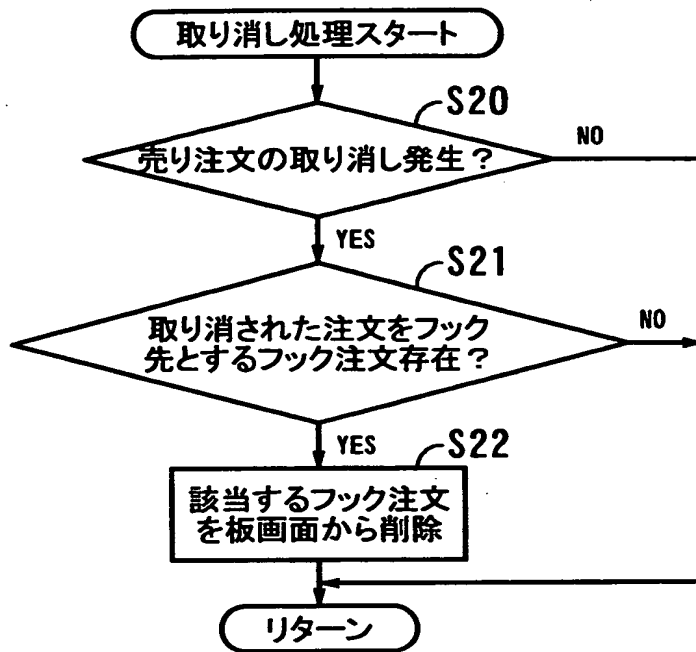 取り消し処理スタート
S20
売り注文の取り消し発生？
NO
YES
S21
取り消された注文をフック
先とするフック注文存在？
NO
YES
S22
該当するフック注文
を板画面から削除
リターン